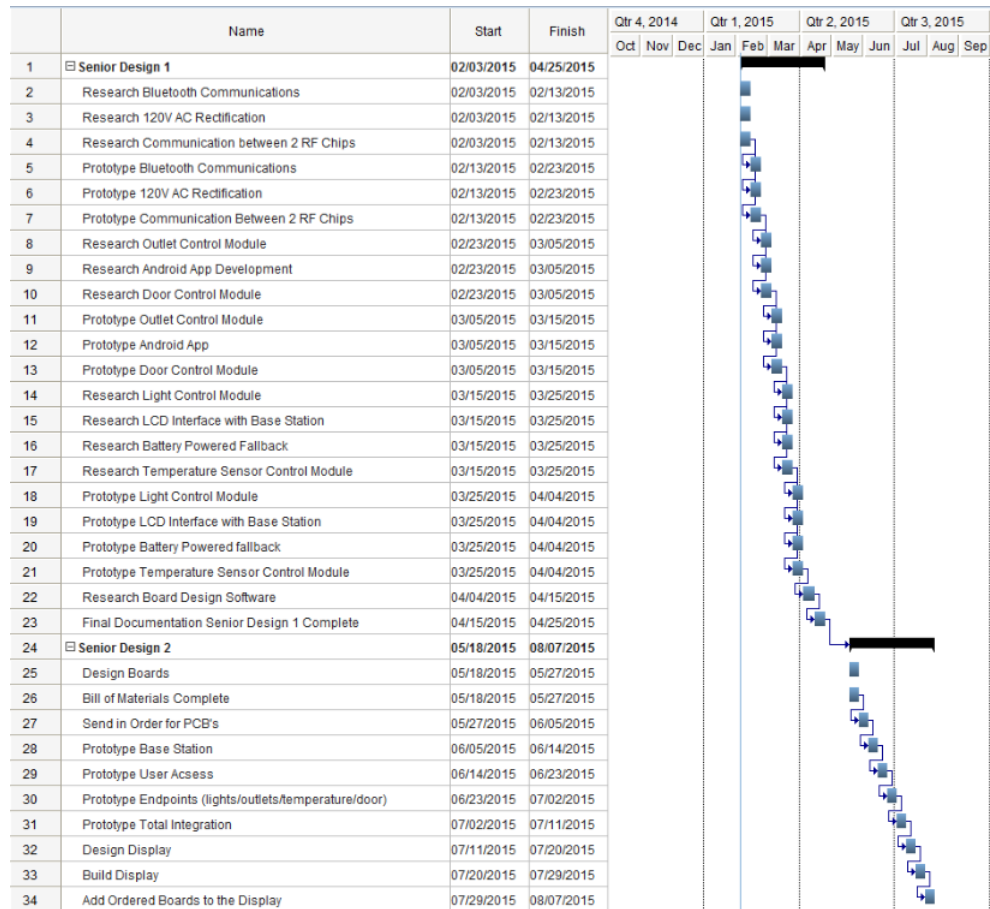 Name Start Finish Qtr 4, 2014 Qtr 1, 2015 Qtr 2, 2015 Qtr 3, 2015
Oct Nov Dec Jan Feb Mar Apr May Jun Jul Aug Sep
1 Senior Design 1 02/03/2015 04/25/2015
2 Research Bluetooth Communications 02/03/2015 02/13/2015
3 Research 120V AC Rectification 02/03/2015 02/13/2015
4 Research Communication between 2 RF Chips 02/03/2015 02/13/2015
5 Prototype Bluetooth Communications 02/13/2015 02/23/2015
6 Prototype 120V AC Rectification 02/13/2015 02/23/2015
7 Prototype Communication Between 2 RF Chips 02/13/2015 02/23/2015
8 Research Outlet Control Module 02/23/2015 03/05/2015
9 Research Android App Development 02/23/2015 03/05/2015
10 Research Door Control Module 02/23/2015 03/05/2015
11 Prototype Outlet Control Module 03/05/2015 03/15/2015
12 Prototype Android App 03/05/2015 03/15/2015
13 Prototype Door Control Module 03/05/2015 03/15/2015
14 Research Light Control Module 03/15/2015 03/25/2015
15 Research LCD Interface with Base Station 03/15/2015 03/25/2015
16 Research Battery Powered Fallback 03/15/2015 03/25/2015
17 Research Temperature Sensor Control Module 03/15/2015 03/25/2015
18 Prototype Light Control Module 03/25/2015 04/04/2015
19 Prototype LCD Interface with Base Station 03/25/2015 04/04/2015
20 Prototype Battery Powered fallback 03/25/2015 04/04/2015
21 Prototype Temperature Sensor Control Module 03/25/2015 04/04/2015
22 Research Board Design Software 04/04/2015 04/15/2015
23 Final Documentation Senior Design 1 Complete 04/15/2015 04/25/2015
24 Senior Design 2 05/18/2015 08/07/2015
25 Design Boards 05/18/2015 05/27/2015
26 Bill of Materials Complete 05/18/2015 05/27/2015
27 Send in Order for PCB's 05/27/2015 06/05/2015
28 Prototype Base Station 06/05/2015 06/14/2015
29 Prototype User Acsess 06/14/2015 06/23/2015
30 Prototype Endpoints (lights/outlets/temperature/door) 06/23/2015 07/02/2015
31 Prototype Total Integration 07/02/2015 07/11/2015
32 Design Display 07/11/2015 07/20/2015
33 Build Display 07/20/2015 07/29/2015
34 Add Ordered Boards to the Display 07/29/2015 08/07/2015